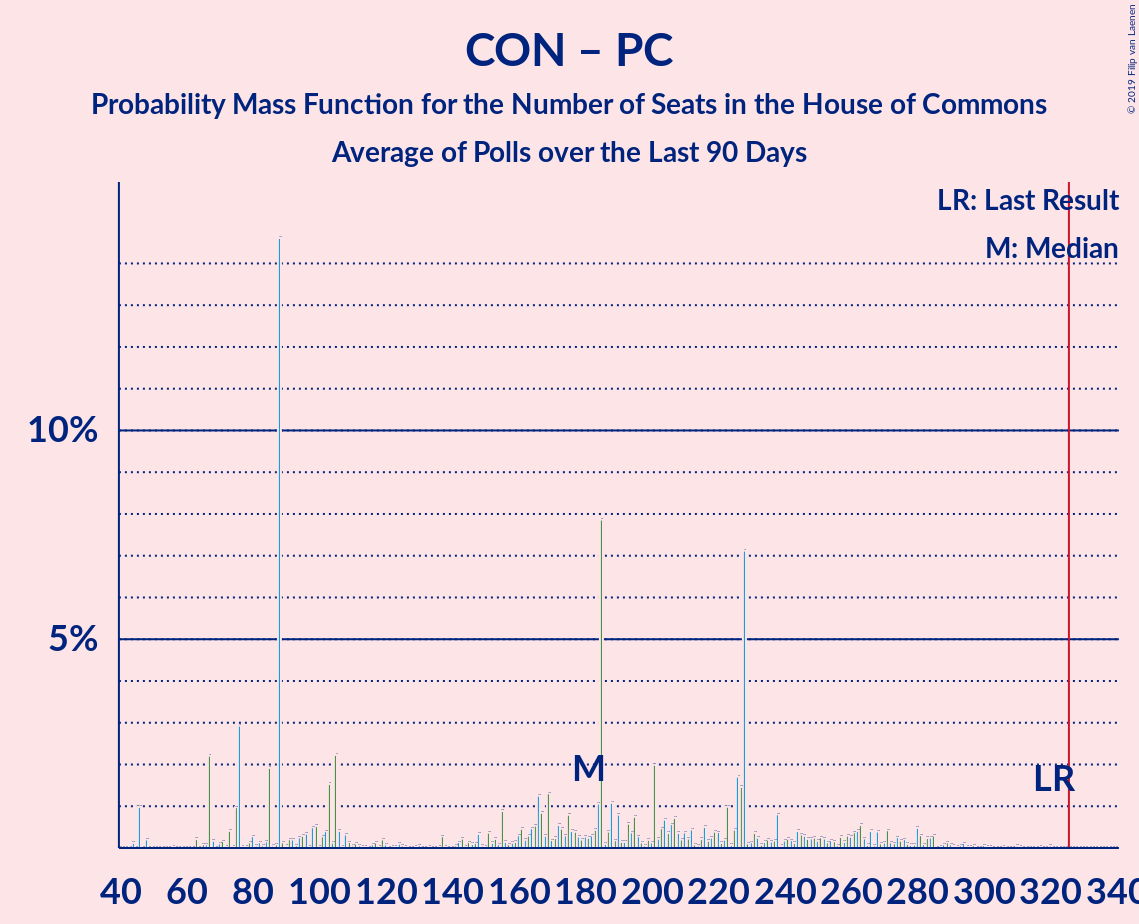 CON – PC
Probability Mass Function for the Number of Seats in the House of Commons
Average of Polls over the Last 90 Days
© 2019 Filip van Laenen
LR: Last Result
M: Median
10%
5%
M
LR
40 60 80 100 120 140 160 180 200 220 240 260 280 300 320 340